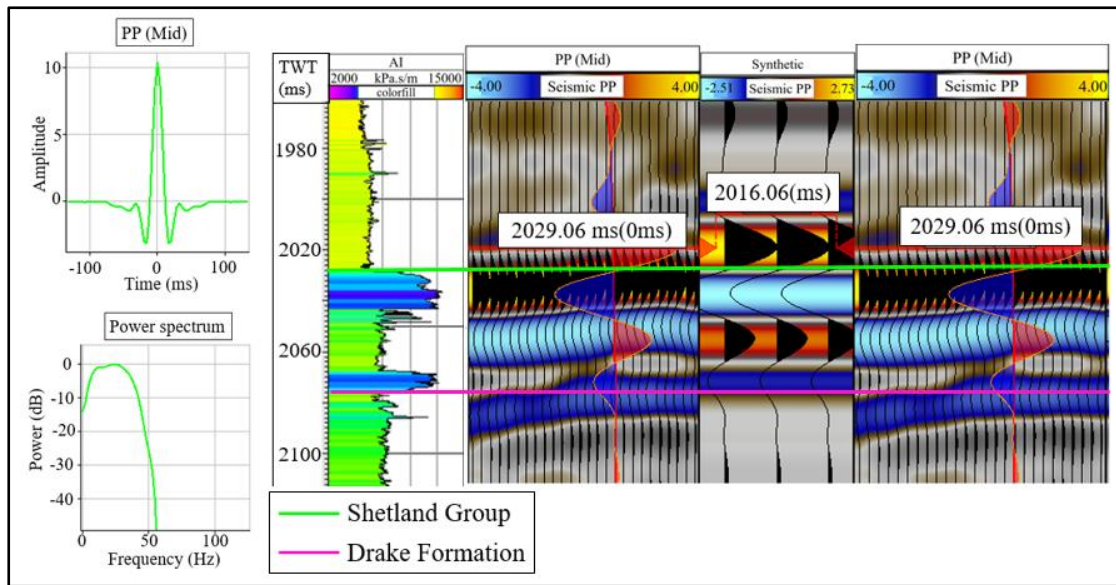 PP (Mid)
10
5
0
Amplitude
-100 0 100
Time (ms)
Power spectrum
0
-10
-20
-30
-40
Power (dB)
0 50 100
Frequency (Hz)
TWT
(ms)
1980
2020
2060
2100
AI
2000 kPa.s/m 15000
colorfill
PP (Mid)
-4.00 Seismic PP 4.00
2029.06 ms(0ms)
Synthetic
-2.51 Seismic PP 2.73
2016.06(ms)
PP (Mid)
-4.00 Seismic PP 4.00
2029.06 ms(0ms)
Shetland Group
Drake Formation